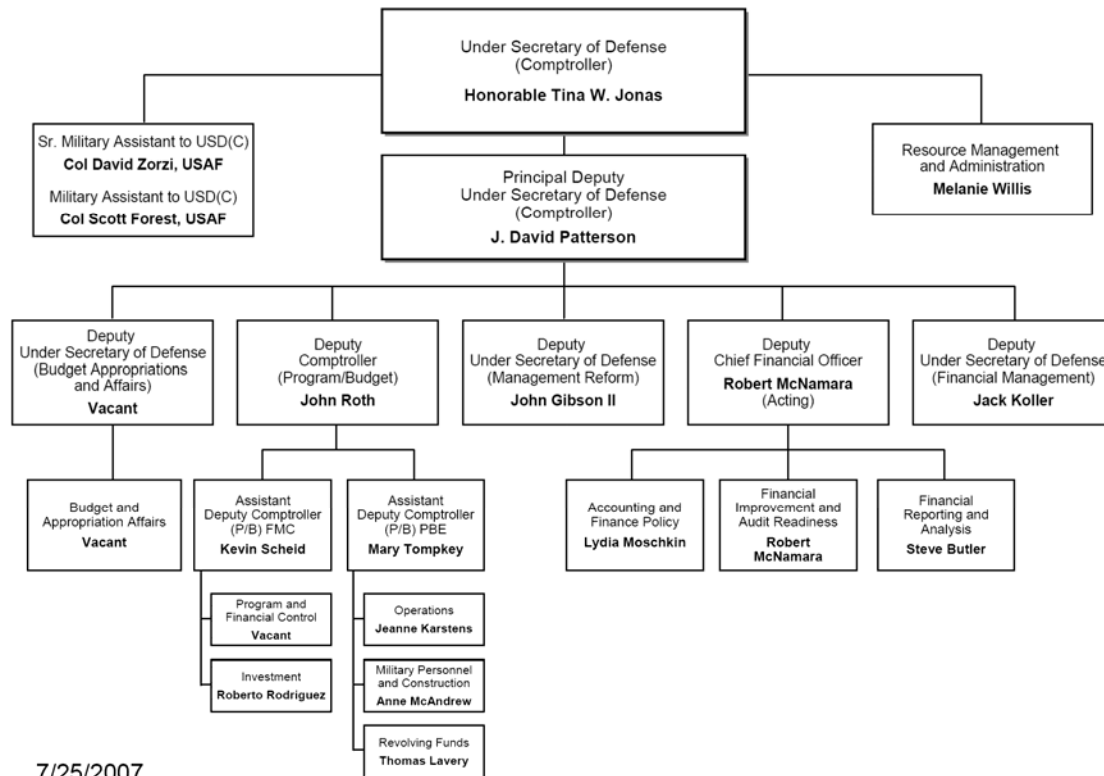 Under Secretary of Defense
(Comptroller)
Honorable Tina W. Jonas
Sr. Military Assistant to USD(C)
Col David Zorzi, USAF
Military Assistant to USD(C)
Col Scott Forest, USAF
Resource Management
and Administration
Melanie Willis
Principal Deputy
Under Secretary of Defense
(Comptroller)
J. David Patterson
Deputy
Under Secretary of Defense
(Budget Appropriations
and Affairs)
Vacant
Deputy
Comptroller
(Program/Budget)
John Roth
Deputy
Under Secretary of Defense
(Management Reform)
John Gibson II
Deputy
Chief Financial Officer
Robert McNamara
(Acting)
Deputy
Under Secretary of Defense
(Financial Management)
Jack Koller
Budget and
Appropriation Affairs
Vacant
Assistant
Deputy Comptroller
(P/B) FMC
Kevin Scheid
Assistant
Deputy Comptroller
(P/B) PBE
Mary Tompkey
Accounting and
Finance Policy
Lydia Moschkin
Financial
Improvement and
Audit Readiness
Robert
McNamara
Financial
Reporting and
Analysis
Steve Butler
Program and
Financial Control
Vacant
Investment
Roberto Rodriguez
Operations
Jeanne Karstens
Military Personnel
and Construction
Anne McAndrew
Revolving Funds
Thomas Lavery
7/25/2007